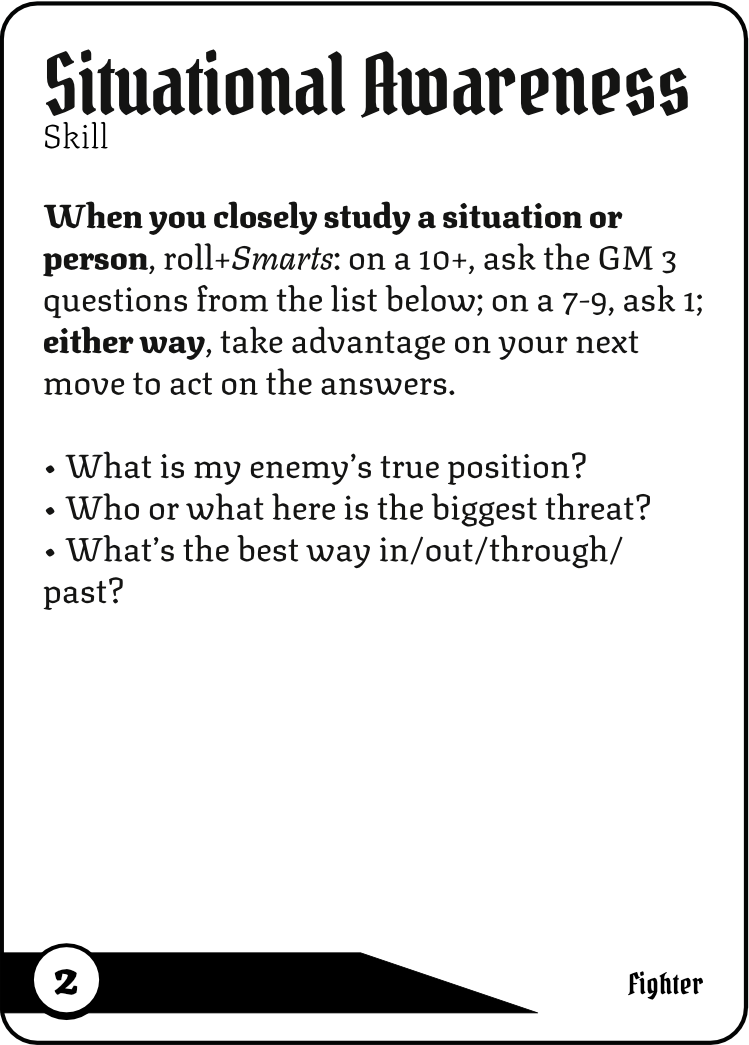 Situational Awareness
Skill
When you closely study a situation or
person, roll+Smarts: on a 10+, ask the GM 3
questions from the list below; on a 7-9, ask 1;
either way, take advantage on your next
move to act on the answers.
• What is my enemy’s true position?
• Who or what here is the biggest threat?
• What’s the best way in/out/through/
past?
2
Fighter